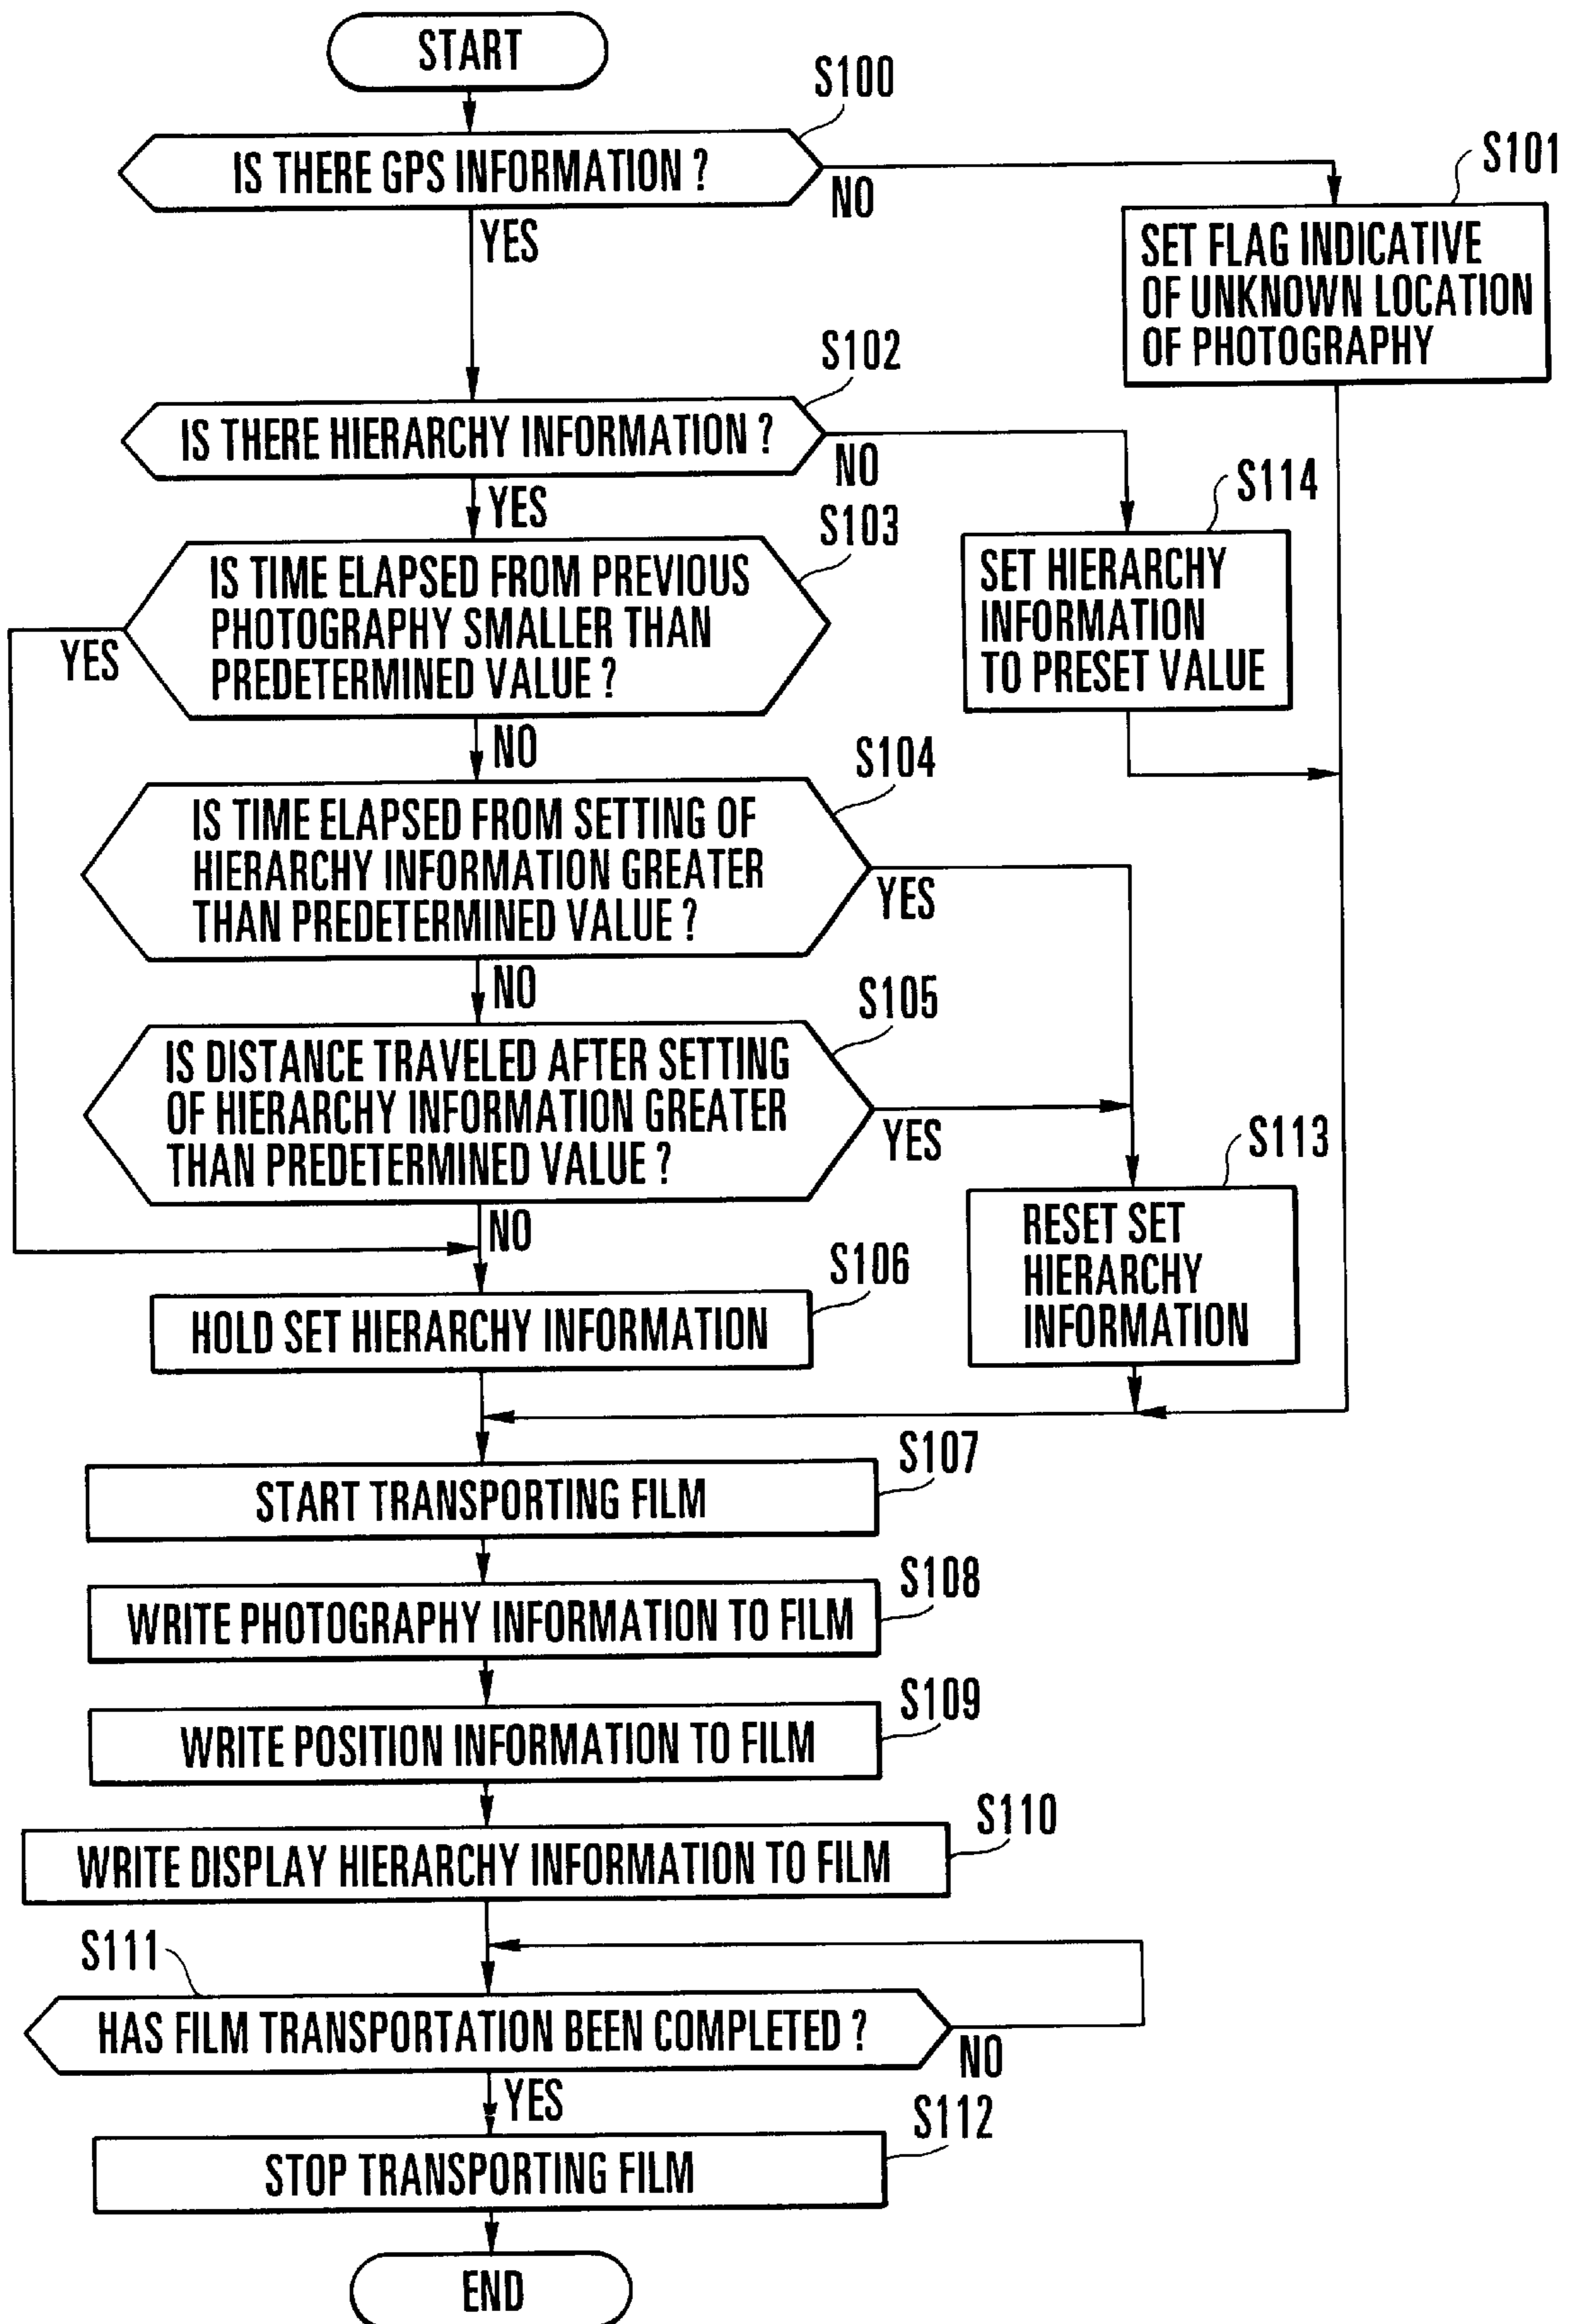 START
S100
IS THERE GPS INFORMATION ?
NO
YES
S101
SET FLAG INDICATIVE
OF UNKNOWN LOCATION
OF PHOTOGRAPHY
S102
IS THERE HIERARCHY INFORMATION ?
NO
YES
S114
SET HIERARCHY
INFORMATION
TO PRESET VALUE
S103
IS TIME ELAPSED FROM PREVIOUS
PHOTOGRAPHY SMALLER THAN
PREDETERMINED VALUE ?
YES
NO
S104
IS TIME ELAPSED FROM SETTING OF
HIERARCHY INFORMATION GREATER
THAN PREDETERMINED VALUE ?
YES
NO
S105
IS DISTANCE TRAVELED AFTER SETTING
OF HIERARCHY INFORMATION GREATER
THAN PREDETERMINED VALUE ?
YES
NO
S113
RESET SET
HIERARCHY
INFORMATION
S106
HOLD SET HIERARCHY INFORMATION
S107
START TRANSPORTING FILM
S108
WRITE PHOTOGRAPHY INFORMATION TO FILM
S109
WRITE POSITION INFORMATION TO FILM
S110
WRITE DISPLAY HIERARCHY INFORMATION TO FILM
S111
HAS FILM TRANSPORTATION BEEN COMPLETED ?
NO
YES
S112
STOP TRANSPORTING FILM
END